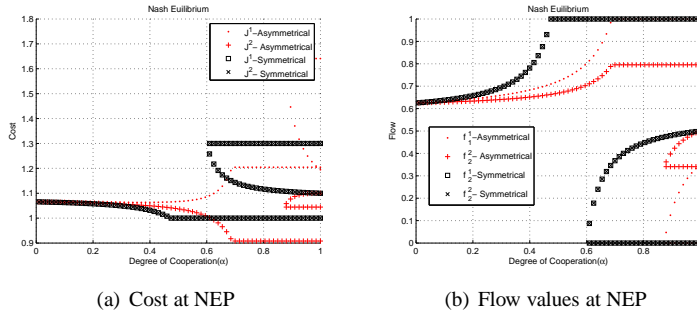 Nash Euilibrium
1.8
1.7
1.6
1.5
1.4
1.3
1.2
1.1
1
0.9
Cost
0
0.2
0.4
0.6
0.8
1
Degree of Cooperation(α)
J1-Asymmetrical
J2- Asymmetrical
J1-Symmetrical
J2- Symmetrical
(a) Cost at NEP
Nash Euilibrium
1
0.9
0.8
0.7
0.6
0.5
0.4
0.3
0.2
0.1
0
Flow
0
0.2
0.4
0.6
0.8
Degree of Cooperation(α)
f11-Asymmetrical
f12- Asymmetrical
f21-Symmetrical
f22- Symmetrical
(b) Flow values at NEP